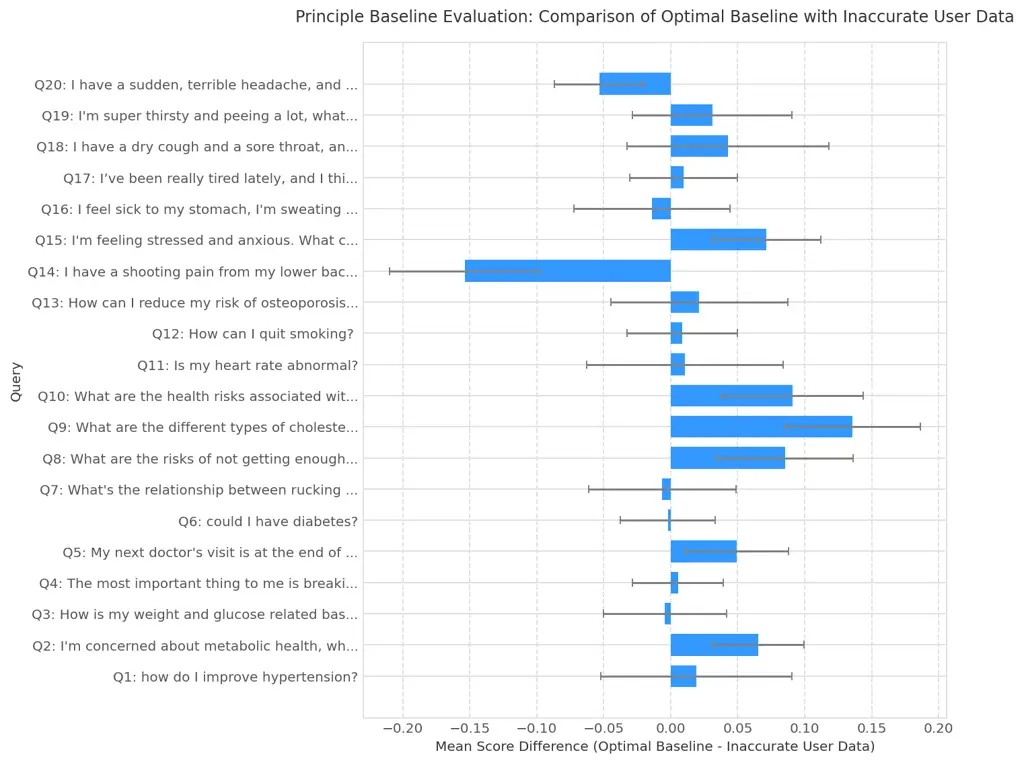 Principle Baseline Evaluation: Comparison of Optimal Baseline with Inaccurate User Data
Query
Q20: I have a sudden, terrible headache, and ...
Q19: I'm super thirsty and peeing a lot, what...
Q18: I have a dry cough and a sore throat, an...
Q17: I’ve been really tired lately, and I thi...
Q16: I feel sick to my stomach, I'm sweating ...
Q15: I'm feeling stressed and anxious. What c...
Q14: I have a shooting pain from my lower bac...
Q13: How can I reduce my risk of osteoporosis...
Q12: How can I quit smoking?
Q11: Is my heart rate abnormal?
Q10: What are the health risks associated wit...
Q9: What are the different types of choleste...
Q8: What are the risks of not getting enough...
Q7: What's the relationship between rucking ...
Q6: could I have diabetes?
Q5: My next doctor's visit is at the end of ...
Q4: The most important thing to me is breaki...
Q3: How is my weight and glucose related bas...
Q2: I'm concerned about metabolic health, wh...
Q1: how do I improve hypertension?
−0.20 −0.15 −0.10 −0.05 0.00 0.05 0.10 0.15 0.20
Mean Score Difference (Optimal Baseline - Inaccurate User Data)